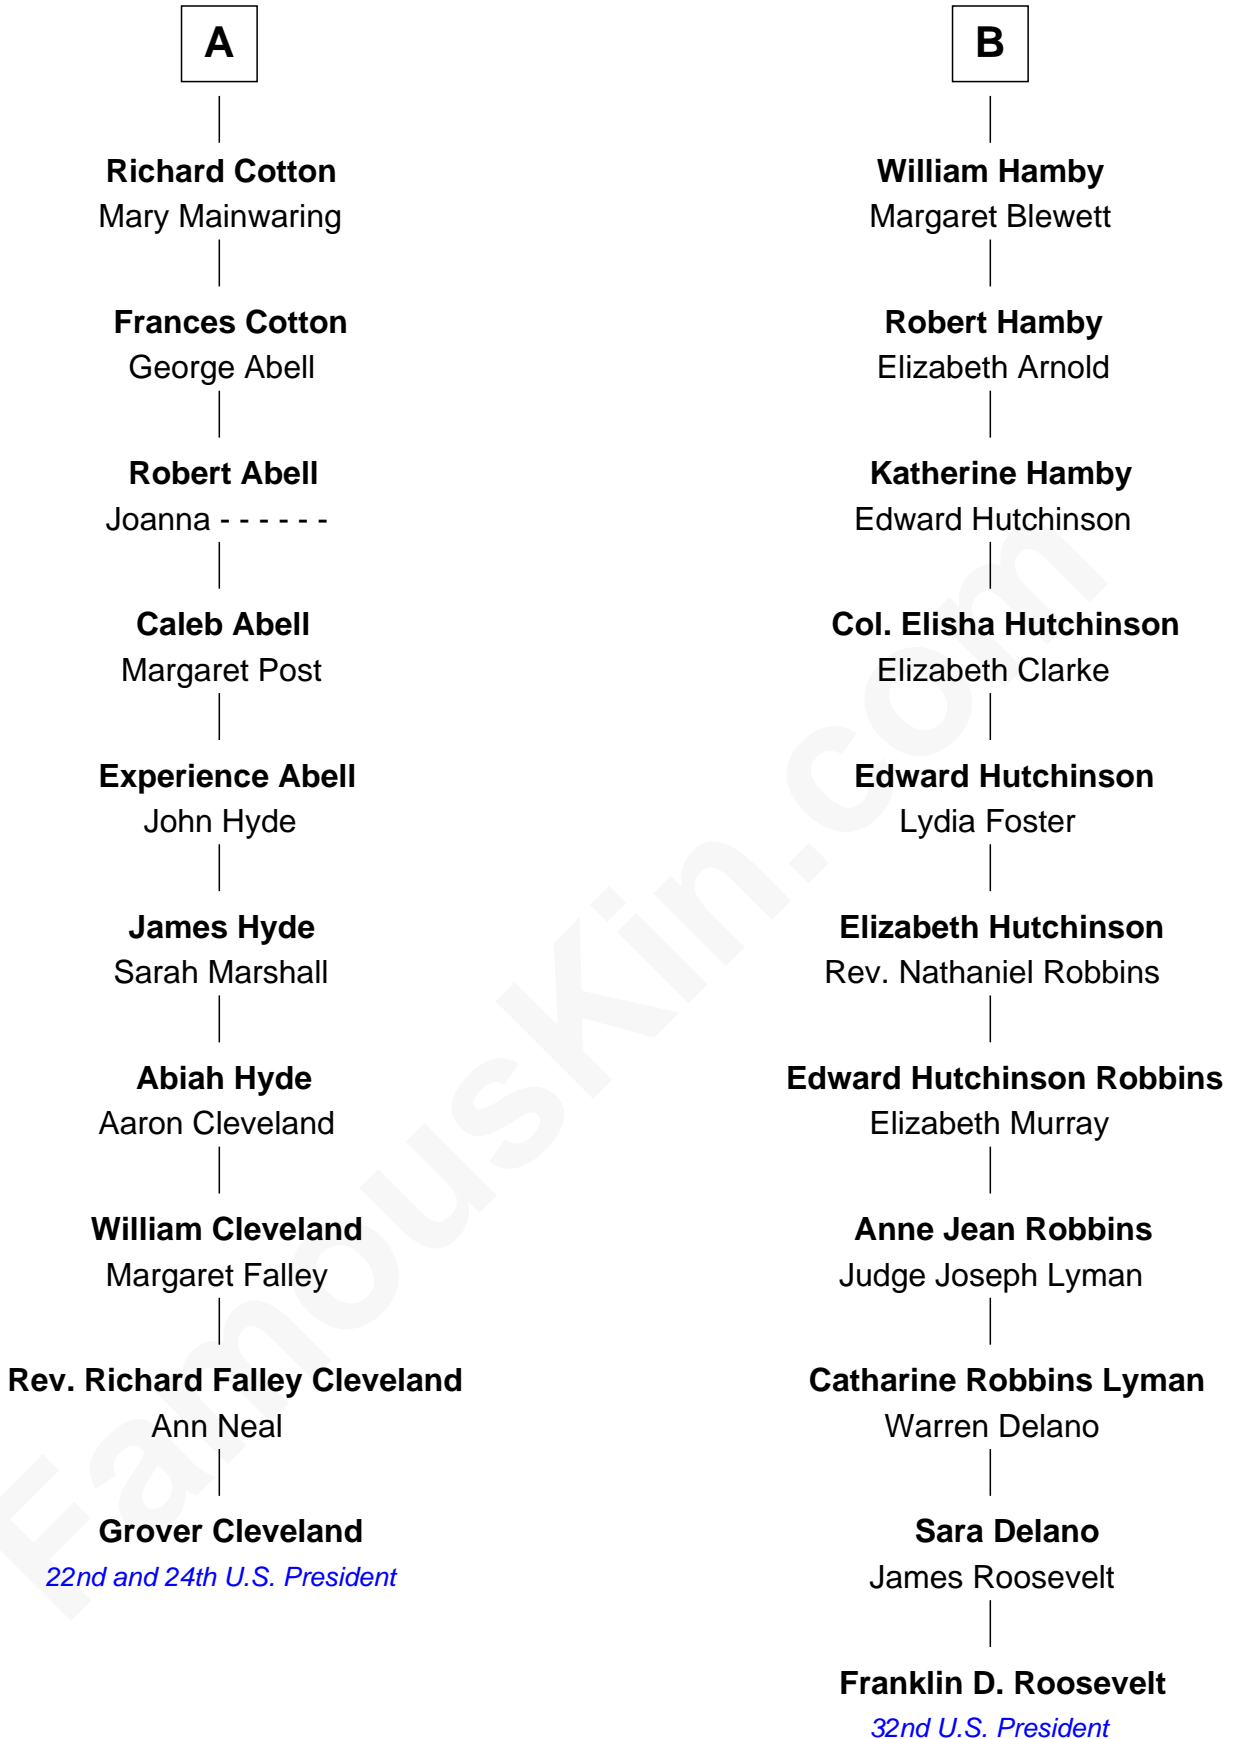 A
Richard Cotton
Mary Mainwaring
Frances Cotton
George Abell
Robert Abell
Joanna - - - - - -
Caleb Abell
Margaret Post
Experience Abell
John Hyde
James Hyde
Sarah Marshall
Abiah Hyde
Aaron Cleveland
William Cleveland
Margaret Falley
Rev. Richard Falley Cleveland
Ann Neal
Grover Cleveland
22nd and 24th U.S. President
B
William Hamby
Margaret Blewett
Robert Hamby
Elizabeth Arnold
Katherine Hamby
Edward Hutchinson
Col. Elisha Hutchinson
Elizabeth Clarke
Edward Hutchinson
Lydia Foster
Elizabeth Hutchinson
Rev. Nathaniel Robbins
Edward Hutchinson Robbins
Elizabeth Murray
Anne Jean Robbins
Judge Joseph Lyman
Catharine Robbins Lyman
Warren Delano
Sara Delano
James Roosevelt
Franklin D. Roosevelt
32nd U.S. President
FamousKin.com